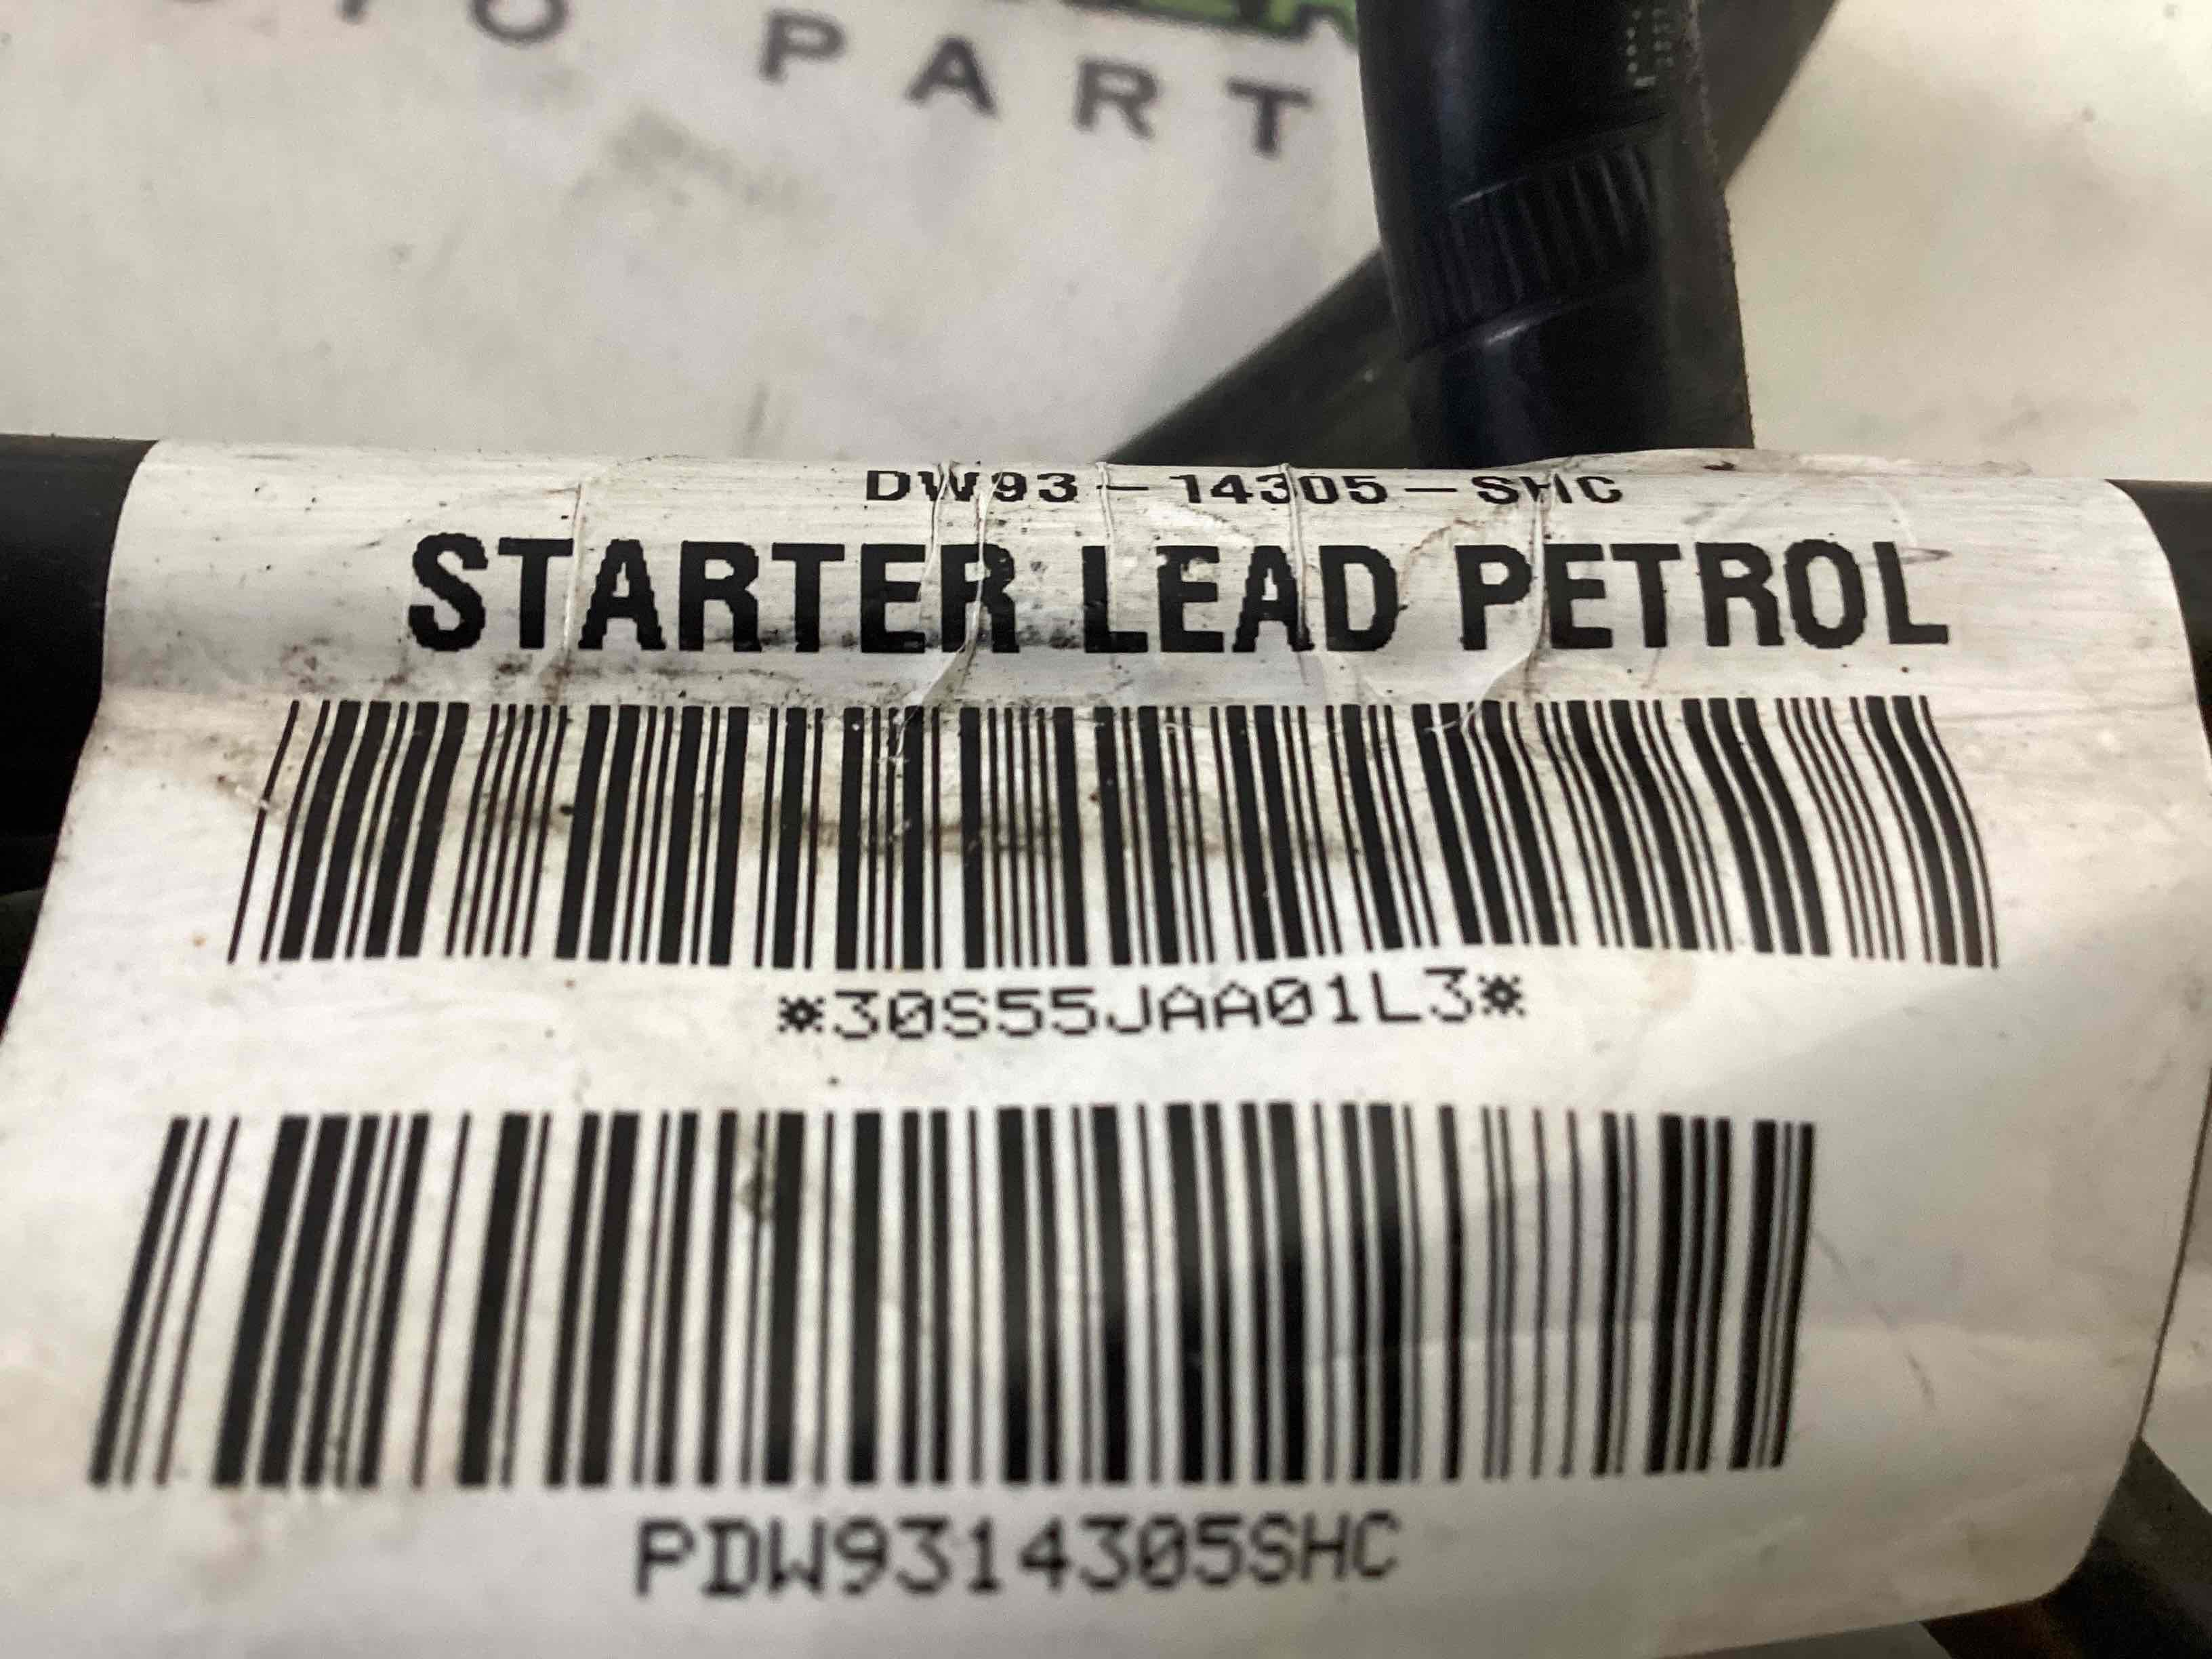 PART
DW93-14305-SHC
STARTER LEAD PETROL
*30S55JAA01L3*
PDW9314305SHC